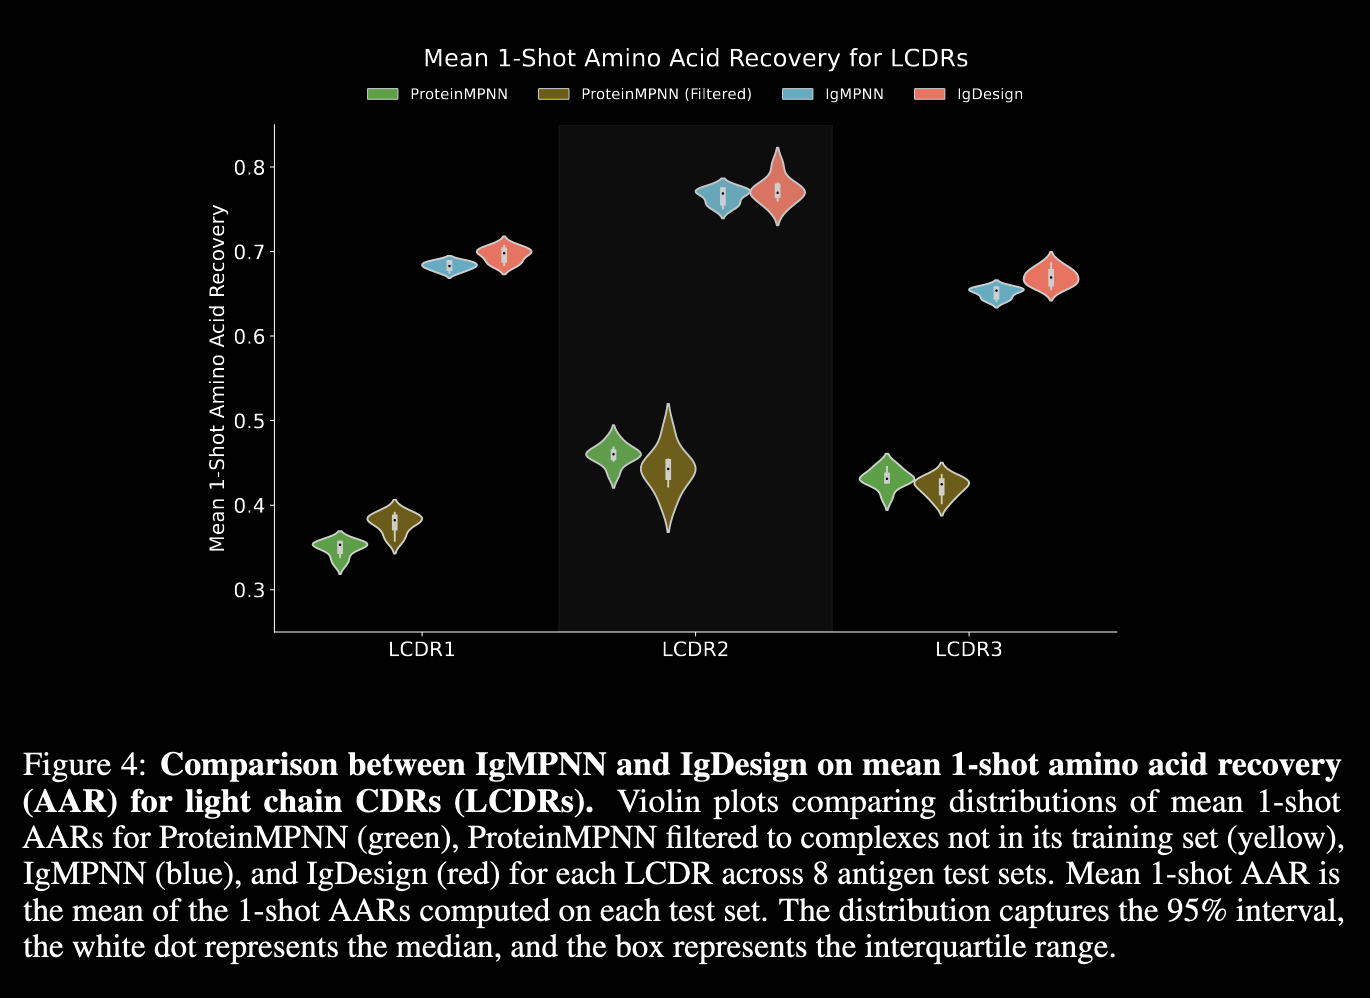 Mean 1-Shot Amino Acid Recovery for LCDRs
ProteinMPNN ProteinMPNN (Filtered) IgMPNN IgDesign
Mean 1-Shot Amino Acid Recovery
0.8
0.7
0.6
0.5
0.4
0.3
LCDR1 LCDR2 LCDR3
Figure 4: Comparison between IgMPNN and IgDesign on mean 1-shot amino acid recovery
(AAR) for light chain CDRs (LCDRs). Violin plots comparing distributions of mean 1-shot
AARs for ProteinMPNN (green), ProteinMPNN filtered to complexes not in its training set (yellow),
IgMPNN (blue), and IgDesign (red) for each LCDR across 8 antigen test sets. Mean 1-shot AAR is
the mean of the 1-shot AARs computed on each test set. The distribution captures the 95% interval,
the white dot represents the median, and the box represents the interquartile range.